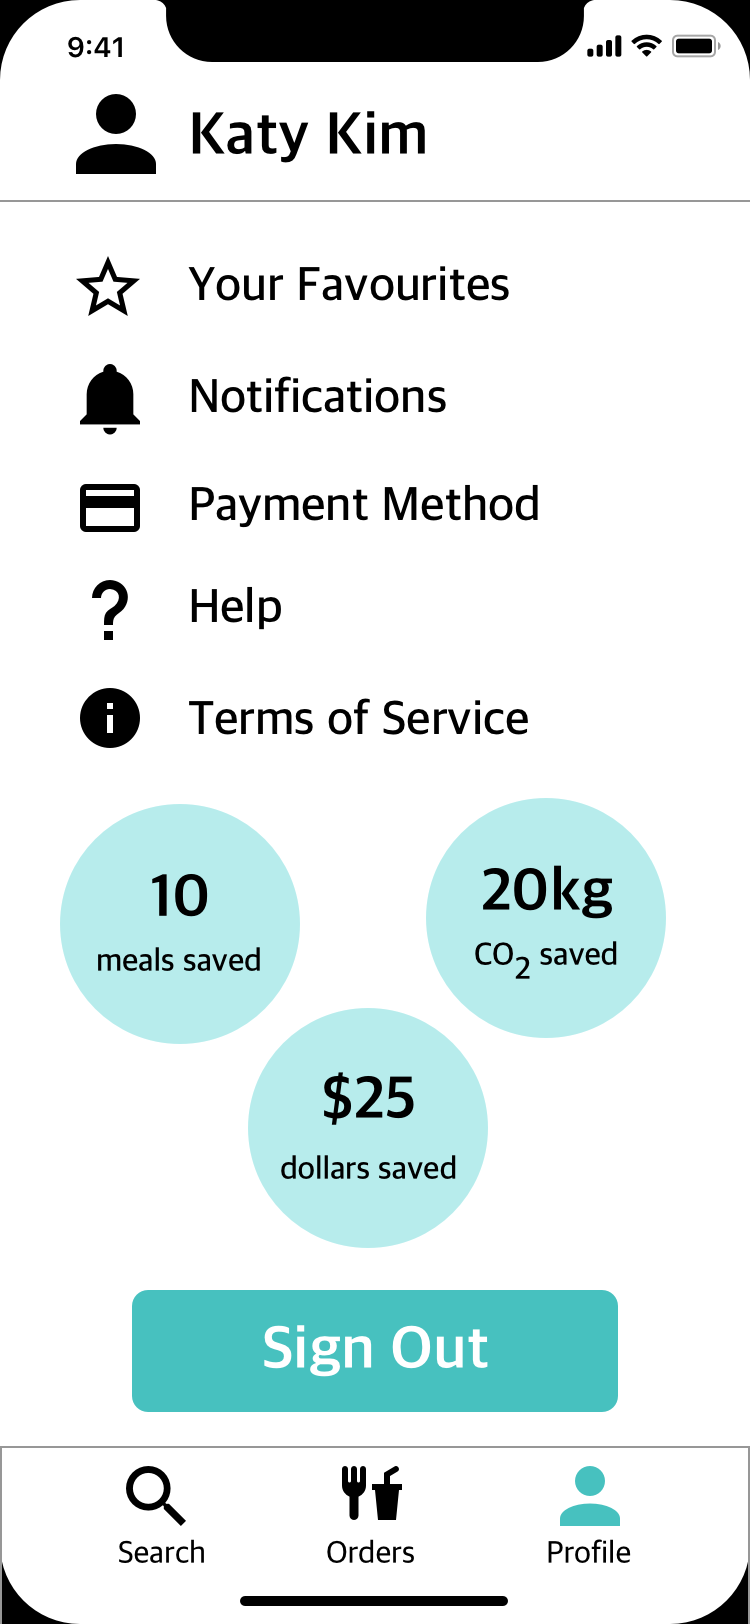 9:41
Katy Kim
Your Favourites
Notifications
Payment Method
Help
Terms of Service
10
meals saved
20kg
CO₂ saved
$25
dollars saved
Sign Out
Search
Orders
Profile